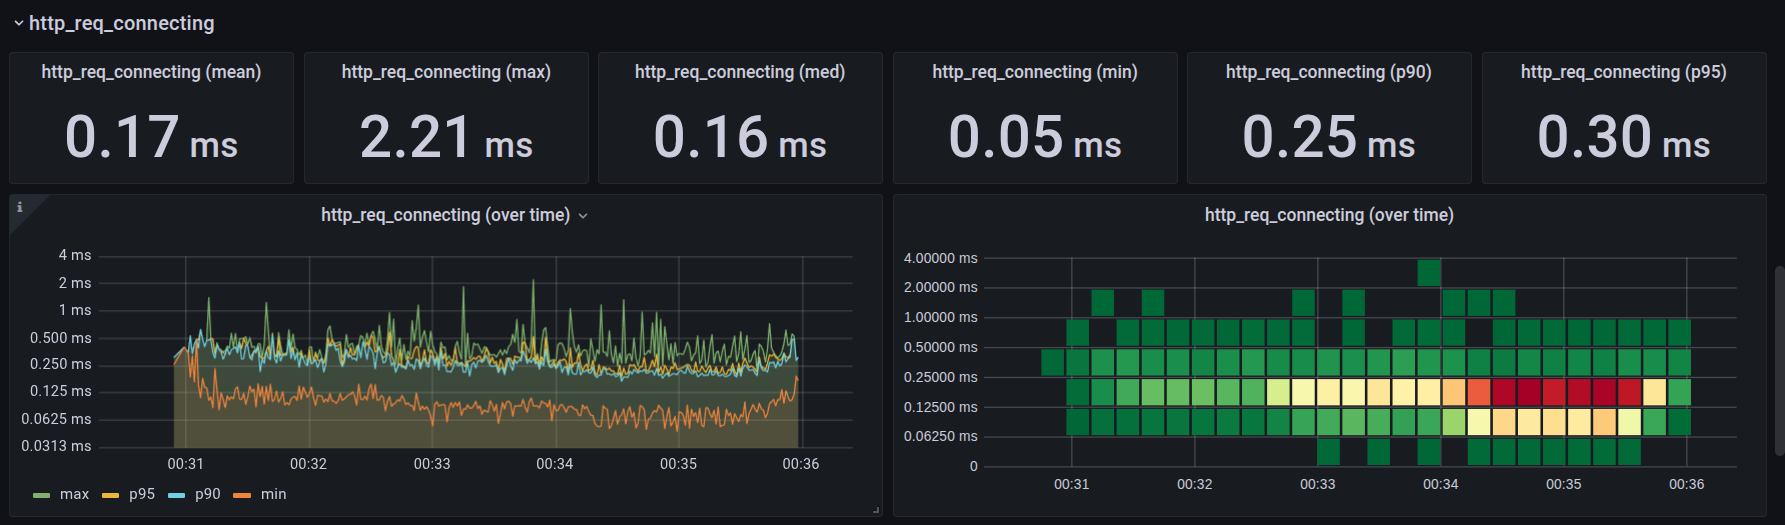 http_req_connecting
http_req_connecting (mean)
0.17 ms
http_req_connecting (max)
2.21 ms
http_req_connecting (med)
0.16 ms
http_req_connecting (min)
0.05 ms
http_req_connecting (p90)
0.25 ms
http_req_connecting (p95)
0.30 ms
i
http_req_connecting (over time)
4 ms
2 ms
1 ms
0.500 ms
0.250 ms
0.125 ms
0.0625 ms
0.0313 ms
00:31 00:32 00:33 00:34 00:35 00:36
max p95 p90 min
http_req_connecting (over time)
4.00000 ms
2.00000 ms
1.00000 ms
0.50000 ms
0.25000 ms
0.12500 ms
0.06250 ms
0
00:31 00:32 00:33 00:34 00:35 00:36